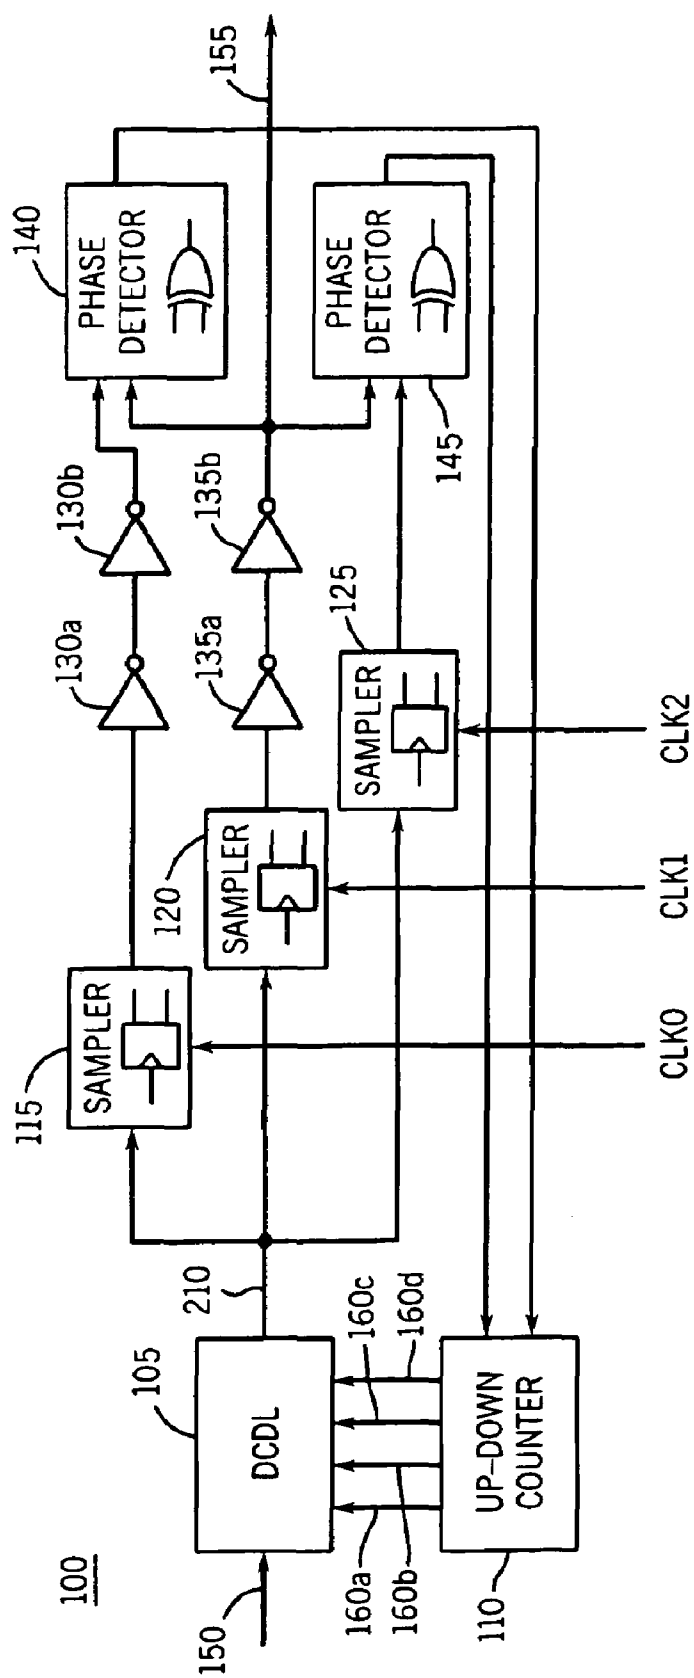 100
150
105
DCDL
210
160a
160b
160c
160d
110
UP-DOWN
COUNTER
115
SAMPLER
120
SAMPLER
125
SAMPLER
CLK0
CLK1
CLK2
130a
130b
135a
135b
140
PHASE
DETECTOR
145
PHASE
DETECTOR
155